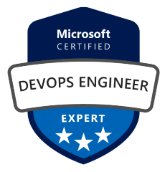 Microsoft
CERTIFIED
DEVOPS ENGINEER
EXPERT